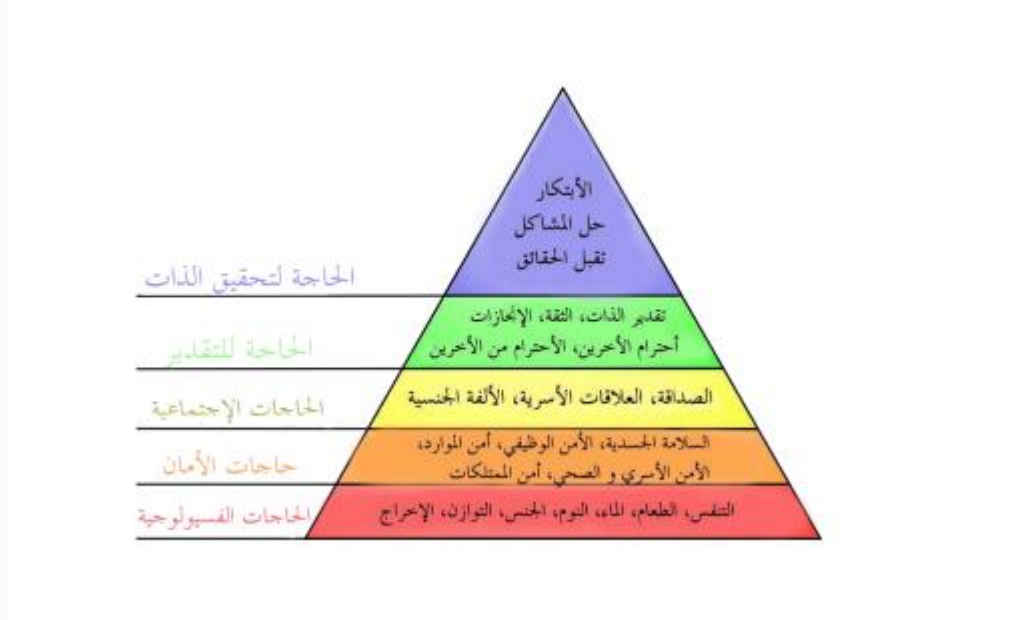 الأبتكار
حل المشاكل
تقبل الحقائق
الحاجة لتحقيق الذات
تقدير الذات، الثقة، الإنجازات
أحترام الأخرين، الأحترام من الأخرين
الحاجة للتقدير
الصداقة، العلاقات الأسرية، الألفة الجنسية
الحاجات الإجتماعية
السلامة الجسدية، الأمن الوظيفي، أمن الموارد،
الأمن الأسري و الصحي، أمن الممتلكات
حاجات الأمان
التنفس، الطعام، الماء، النوم، الجنس، التوازن، الإخراج
الحاجات الفسيولوجية